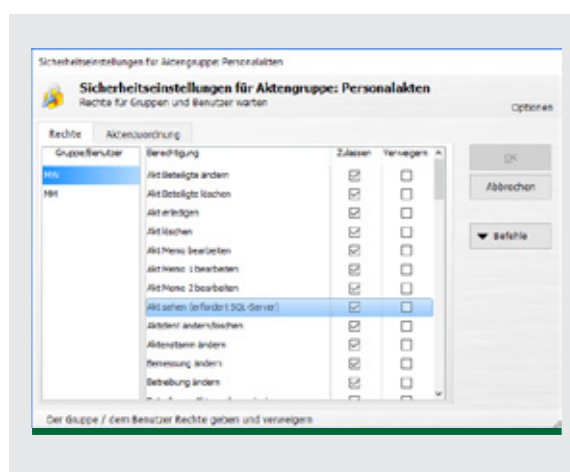 Sicherheitseinstellungen für Aktengruppe: Personalakten
Sicherheitseinstellungen für Aktengruppe: Personalakten
Rechte für Gruppen und Benutzer warten
Optionen
Rechte Aktenzuordnung
Gruppe/Benutzer Berechtigung Zulassen Verweigern
Akt Beteiligte ändern
MM Akt Beteiligte löschen
Akt erledigen
Akt löschen
Akt Memo bearbeiten
Akt Memo 1 bearbeiten
Akt Memo 2 bearbeiten
Akt sehen (erfordert SQL-Server)
Aktdienst ändern/löschen
Aktenstamm ändern
Bemessung ändern
Betreibung ändern
OK
Abbrechen
Befehle
Der Gruppe / dem Benutzer Rechte geben und verweigern